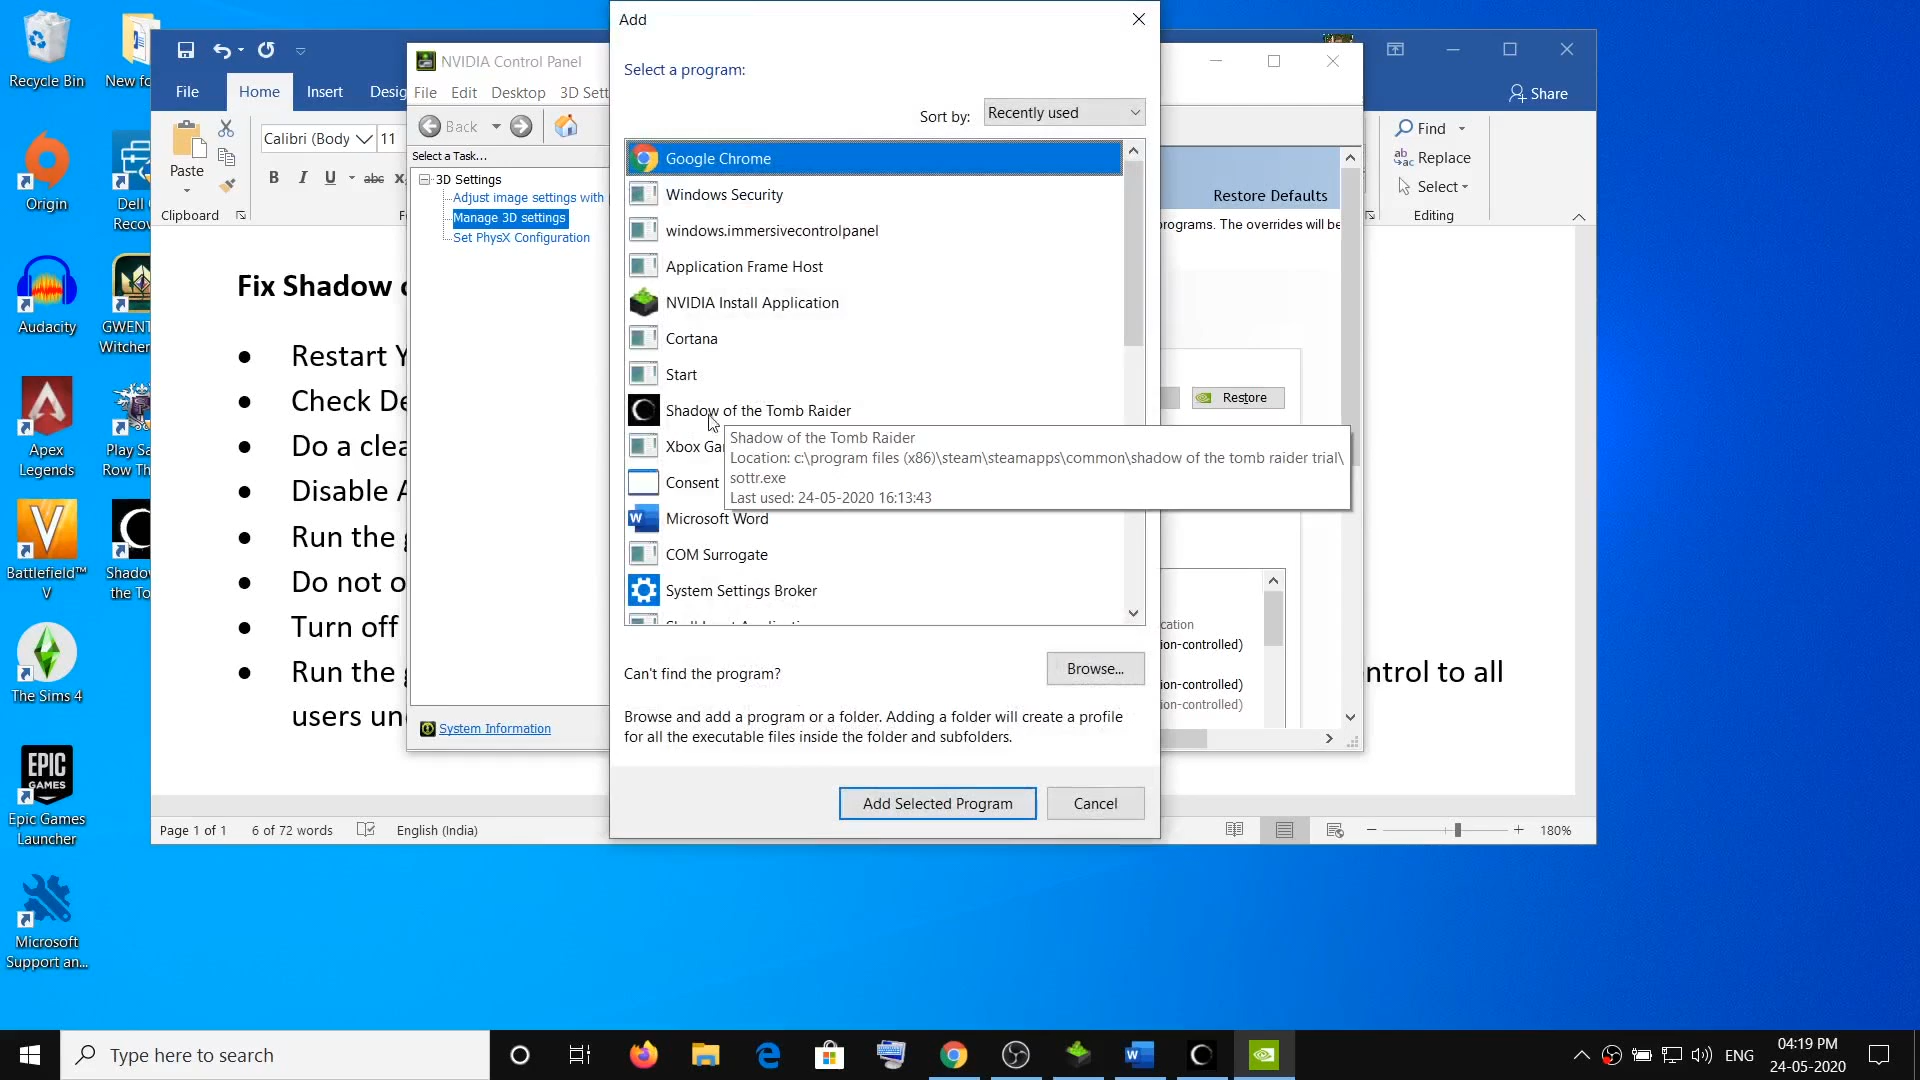 Recycle Bin
New fo
Origin
Dell
Recov
Audacity
GWENT
Witcher
Apex
Legends
Play Sa
Row Th
Battlefield™
V
Shado
the To
The Sims 4
EPIC
GAMES
Epic Games
Launcher
Microsoft
Support an...
File
Home
Insert
Desig
Share
Paste
Clipboard
Calibri (Body
11
B
I
U
abc
x
Find
Replace
Select
Editing
Fix Shadow o
Restart Y
Check De
Do a clea
Disable A
Run the g
Do not o
Turn off
Run the g
ntrol to all
users un
Page 1 of 1
6 of 72 words
English (India)
180%
NVIDIA Control Panel
File
Edit
Desktop
3D Sett
Back
Select a Task...
3D Settings
Adjust image settings with
Manage 3D settings
Set PhysX Configuration
System Information
Restore Defaults
rograms. The overrides will be
Restore
cation
ion-controlled)
ion-controlled)
ion-controlled)
Add
Select a program:
Sort by:
Recently used
Google Chrome
Windows Security
windows.immersivecontrolpanel
Application Frame Host
NVIDIA Install Application
Cortana
Start
Shadow of the Tomb Raider
Xbox Ga
Consent
Microsoft Word
COM Surrogate
System Settings Broker
Shadow of the Tomb Raider
Location: c:\program files (x86)\steam\steamapps\common\shadow of the tomb raider trial\
sottr.exe
Last used: 24-05-2020 16:13:43
Can't find the program?
Browse...
Browse and add a program or a folder. Adding a folder will create a profile
for all the executable files inside the folder and subfolders.
Add Selected Program
Cancel
Type here to search
ENG
04:19 PM
24-05-2020